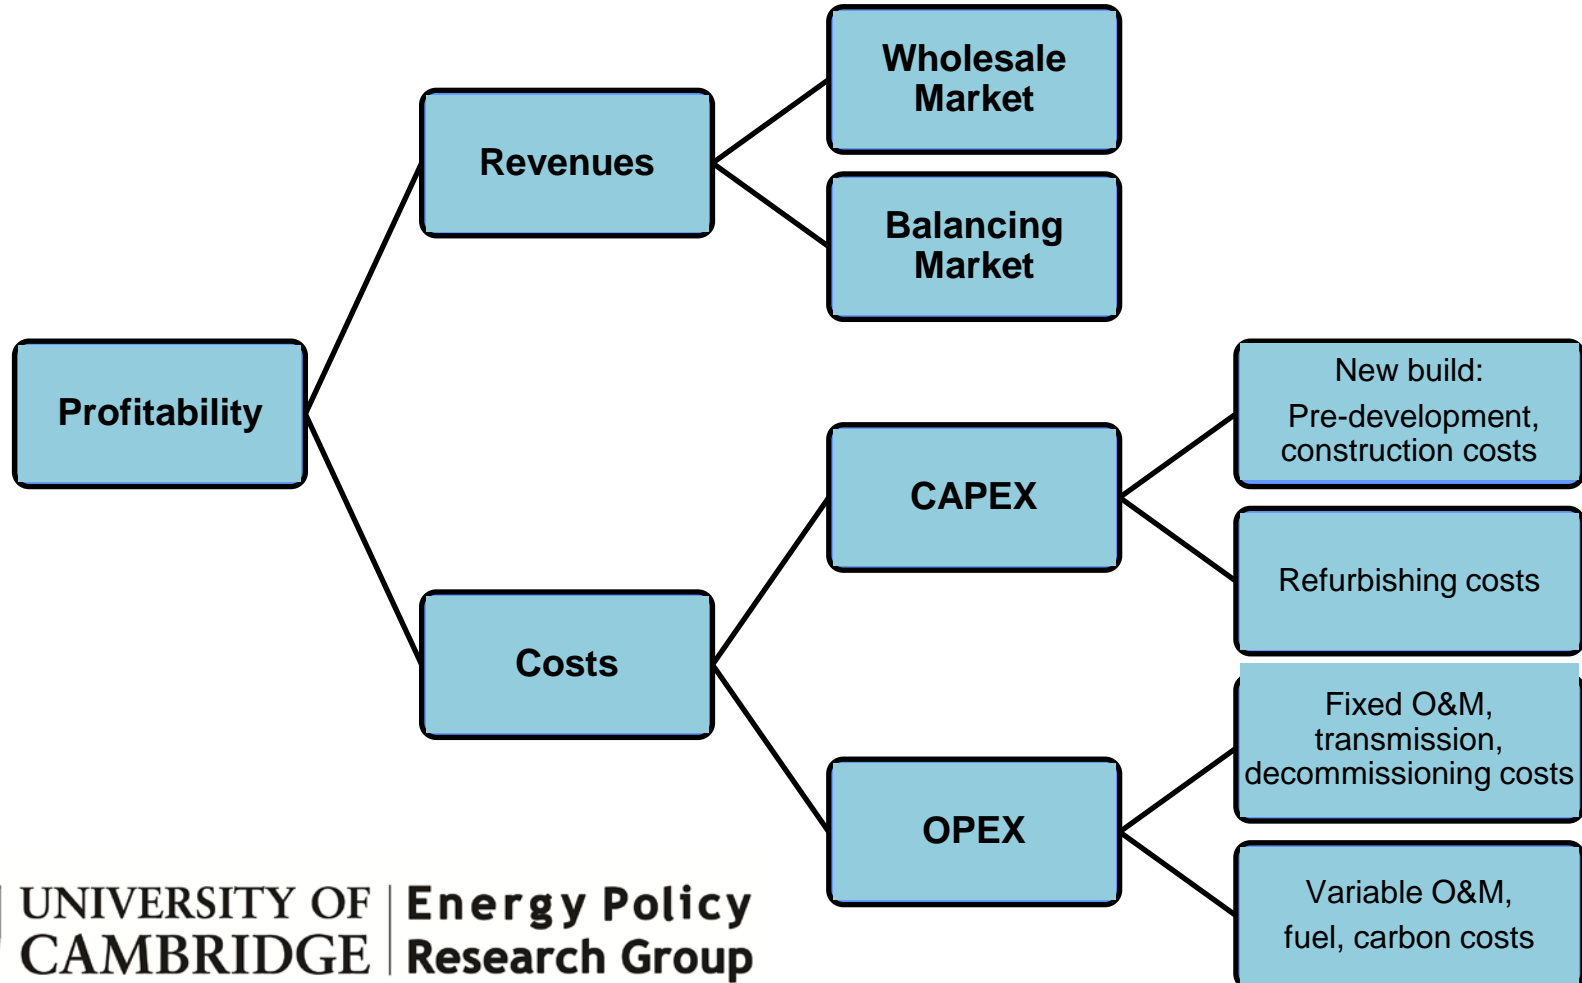 Wholesale
Market
Revenues
Balancing
Market
Profitability
New build:
Pre-development,
construction costs
CAPEX
Refurbishing costs
Costs
Fixed O&M,
transmission,
decommissioning costs
OPEX
Variable O&M,
fuel, carbon costs
UNIVERSITY OF
CAMBRIDGE
Energy Policy
Research Group